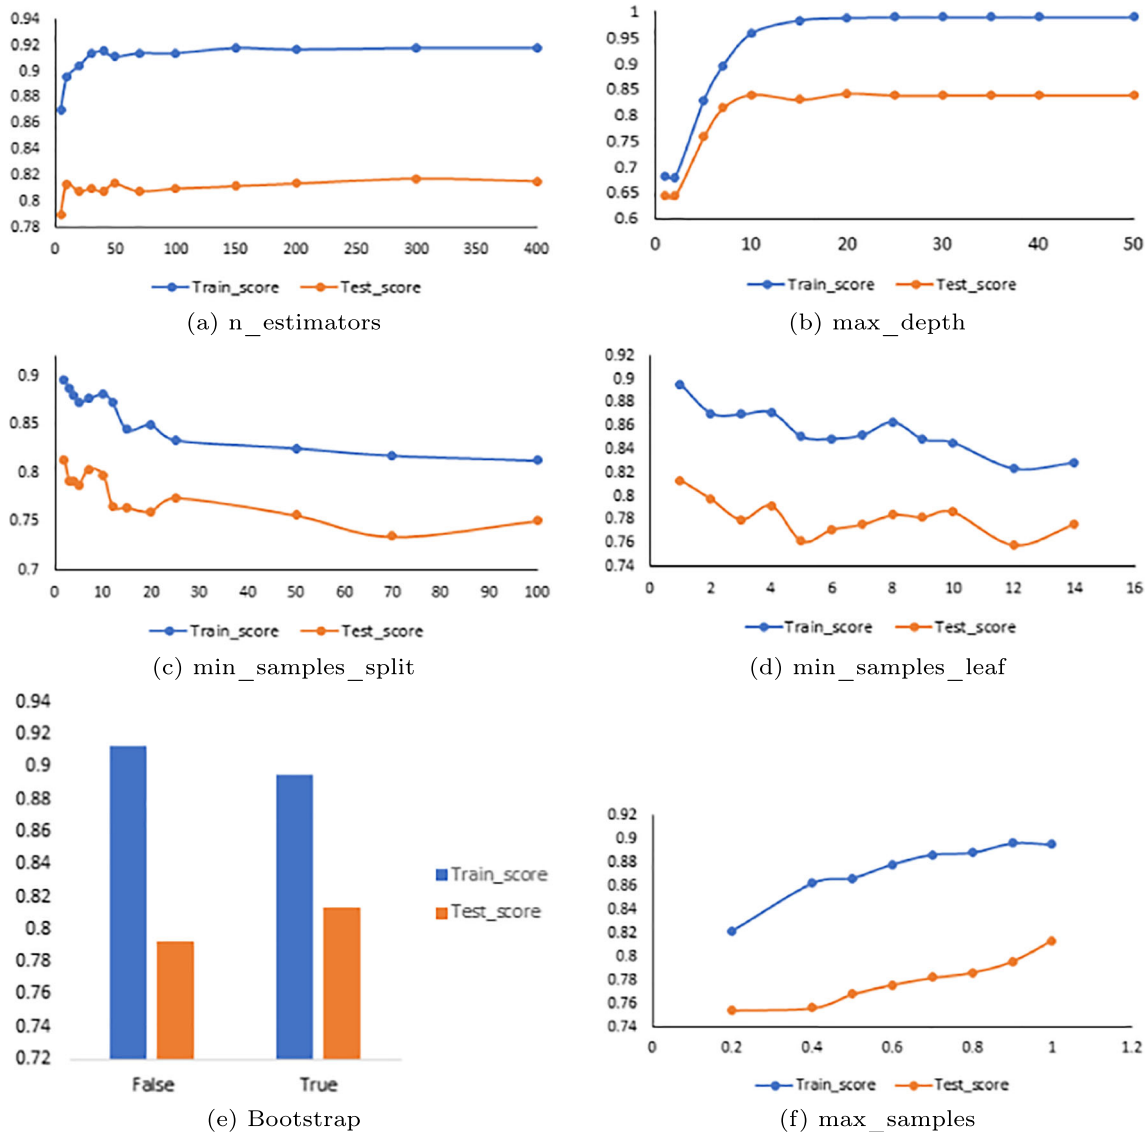 0.94
0.92
0.9
0.88
0.86
0.84
0.82
0.8
0.78
0 50 100 150 200 250 300 350 400
Train_score Test_score
(a) n_estimators
1
0.95
0.9
0.85
0.8
0.75
0.7
0.65
0.6
0 10 20 30 40 50
Train_score Test_score
(b) max_depth
0.9
0.85
0.8
0.75
0.7
0 10 20 30 40 50 60 70 80 90 100
Train_score Test_score
(c) min_samples_split
0.92
0.9
0.88
0.86
0.84
0.82
0.8
0.78
0.76
0.74
0 2 4 6 8 10 12 14 16
Train_score Test_score
(d) min_samples_leaf
0.94
0.92
0.9
0.88
0.86
0.84
0.82
0.8
0.78
0.76
0.74
0.72
False True
Train_score
Test_score
(e) Bootstrap
0.92
0.9
0.88
0.86
0.84
0.82
0.8
0.78
0.76
0.74
0 0.2 0.4 0.6 0.8 1 1.2
Train_score Test_score
(f) max_samples